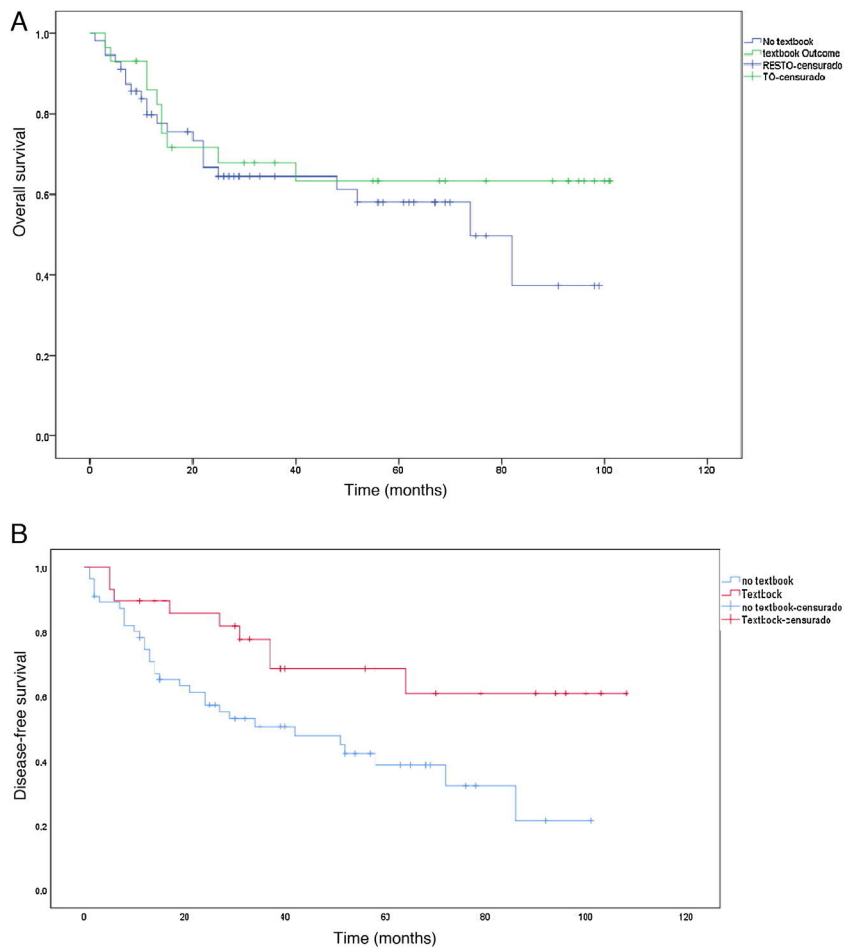 A
No textbook
textbook Outcome
RESTO-censurado
TO-censurado
1,0
0,8
0,6
0,4
0,2
0,0
Overall survival
0 20 40 60 80 100 120
Time (months)
B
no textbook
Textbook
no textbook-censurado
Textbock-censurado
1,0
0,8
0,6
0,4
0,2
0,0
Disease-free survival
0 20 40 60 80 100 120
Time (months)